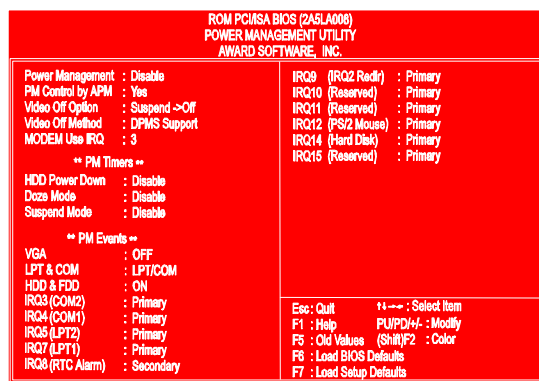 ROM PCI/ISA BIOS (2A5LA006)
POWER MANAGEMENT UTILITY
AWARD SOFTWARE, INC.
Power Management : Disable
PM Control by APM : Yes
Video Off Option : Suspend ->Off
Video Off Method : DPMS Support
MODEM Use IRQ : 3
** PM Timers **
HDD Power Down : Disable
Doze Mode : Disable
Suspend Mode : Disable
** PM Events **
VGA : OFF
LPT & COM : LPT/COM
HDD & FDD : ON
IRQ3 (COM2) : Primary
IRQ4 (COM1) : Primary
IRQ5 (LPT2) : Primary
IRQ7 (LPT1) : Primary
IRQ8 (RTC Alarm) : Secondary
IRQ9 (IRQ2 Redir) : Primary
IRQ10 (Reserved) : Primary
IRQ11 (Reserved) : Primary
IRQ12 (PS/2 Mouse) : Primary
IRQ14 (Hard Disk) : Primary
IRQ15 (Reserved) : Primary
Esc : Quit ↑↓→← : Select Item
F1 : Help PU/PD/+/- : Modify
F5 : Old Values (Shift)F2 : Color
F6 : Load BIOS Defaults
F7 : Load Setup Defaults